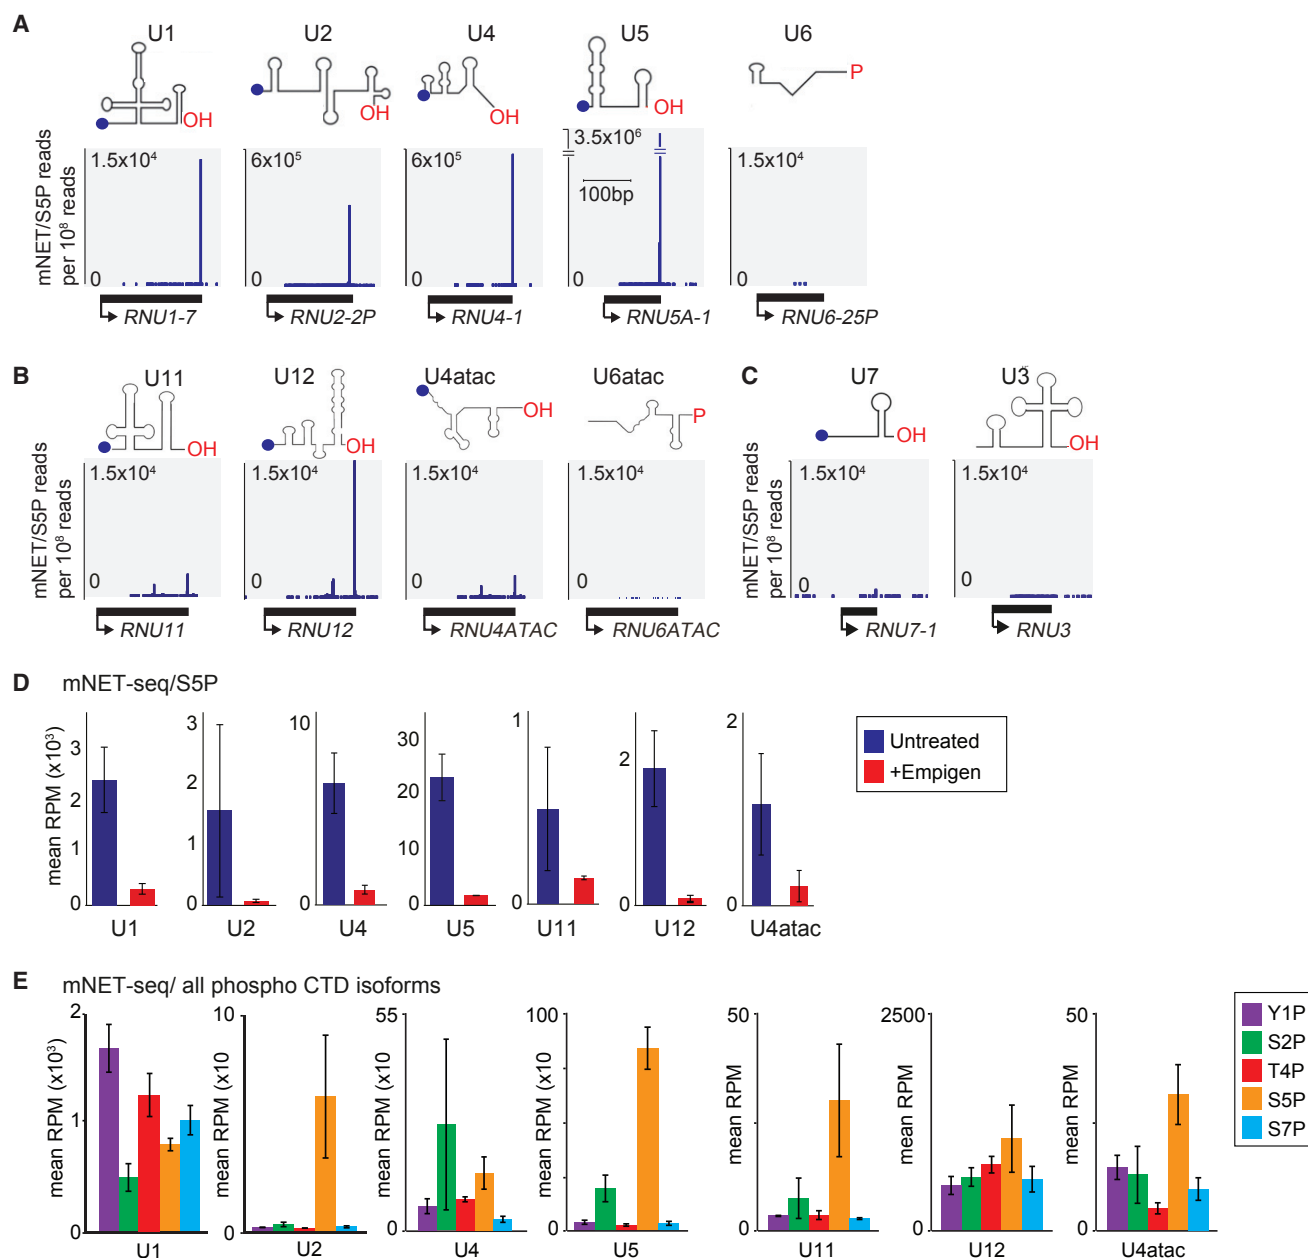 A
U1
U2
U4
U5
U6
OH
OH
OH
OH
P
mNET/S5P reads
per 10⁸ reads
1.5x10⁴
0
6x10⁵
0
6x10⁵
0
3.5x10⁶
100bp
0
1.5x10⁴
0
RNU1-7
RNU2-2P
RNU4-1
RNU5A-1
RNU6-25P
B
U11
U12
U4atac
U6atac
OH
OH
OH
P
mNET/S5P reads
per 10⁸ reads
1.5x10⁴
0
1.5x10⁴
0
1.5x10⁴
0
1.5x10⁴
0
RNU11
RNU12
RNU4ATAC
RNU6ATAC
C
U7
U3
OH
OH
mNET/S5P reads
per 10⁸ reads
1.5x10⁴
0
1.5x10⁴
0
RNU7-1
RNU3
D
mNET-seq/S5P
mean RPM (x10³)
3
2
1
0
U1
3
2
1
0
U2
10
0
U4
30
20
10
0
U5
1
0
U11
2
0
U12
2
0
U4atac
Untreated
+Empigen
E
mNET-seq/ all phospho CTD isoforms
mean RPM (x10³)
2
1
0
U1
mean RPM (x10
10
0
U2
mean RPM (x10
55
0
U4
mean RPM (x10
100
0
U5
mean RPM
50
0
U11
mean RPM
2500
0
U12
mean RPM
50
0
U4atac
Y1P
S2P
T4P
S5P
S7P